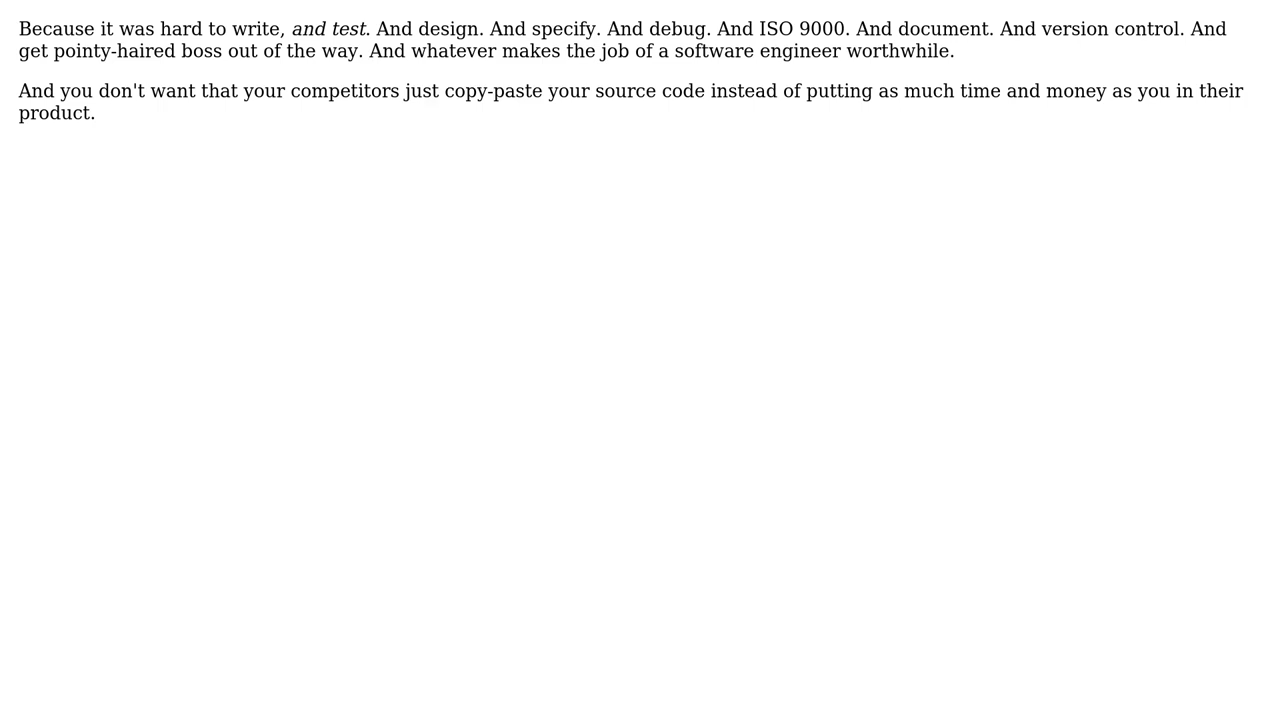 Because it was hard to write, and test. And design. And specify. And debug. And ISO 9000. And document. And version control. And
get pointy-haired boss out of the way. And whatever makes the job of a software engineer worthwhile.
And you don't want that your competitors just copy-paste your source code instead of putting as much time and money as you in their
product.